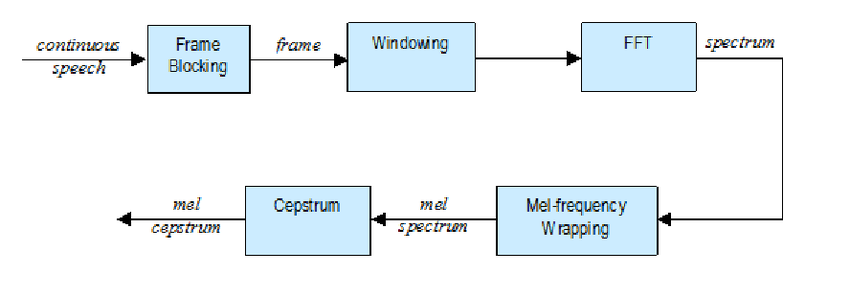 continuous
speech
Frame
Blocking
frame
Windowing
FFT
spectrum
mel
cepstrum
Cepstrum
mel
spectrum
Mel-frequency
Wrapping